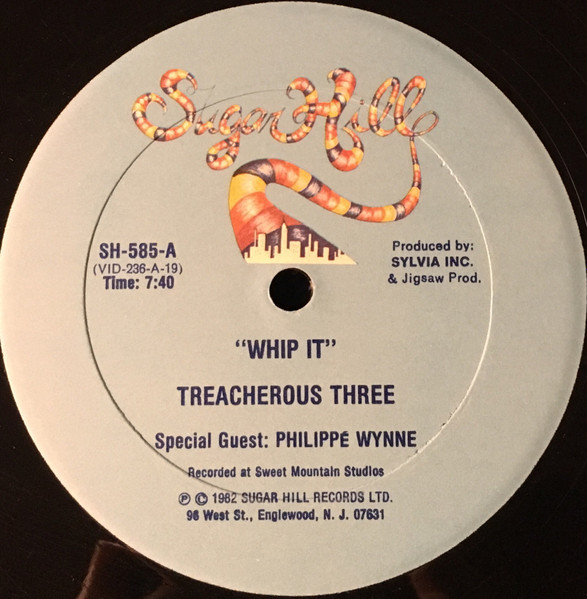 Sugar Hill
SH-585-A
(VID-236-A-19)
Time: 7:40
Produced by:
SYLVIA INC.
& Jigsaw Prod.
"WHIP IT"
TREACHEROUS THREE
Special Guest: PHILIPPÉ WYNNE
Recorded at Sweet Mountain Studios
Ⓟ © 1982 SUGAR HILL RECORDS LTD.
96 West St., Englewood, N. J. 07631